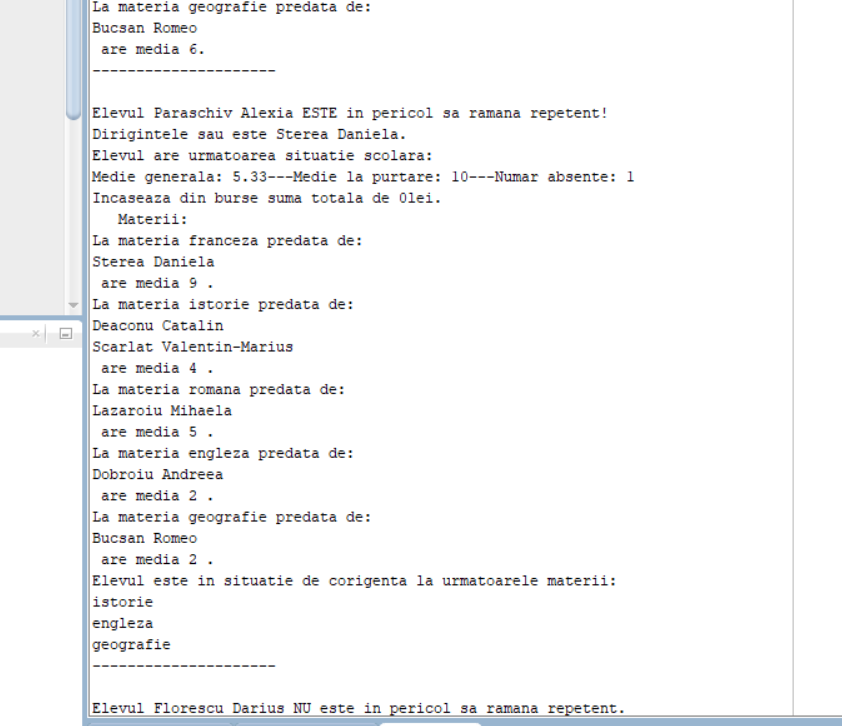 La materia geografie predata de:
Bucsan Romeo
 are media 6.
---------------------
Elevul Paraschiv Alexia ESTE in pericol sa ramana repetent!
Dirigintele sau este Sterea Daniela.
Elevul are urmatoarea situatie scolara:
Medie generala: 5.33---Medie la purtare: 10---Numar absente: 1
Incaseaza din burse suma totala de 0lei.
   Materii:
La materia franceza predata de:
Sterea Daniela
 are media 9 .
La materia istorie predata de:
Deaconu Catalin
Scarlat Valentin-Marius
 are media 4 .
La materia romana predata de:
Lazaroiu Mihaela
 are media 5 .
La materia engleza predata de:
Dobroiu Andreea
 are media 2 .
La materia geografie predata de:
Bucsan Romeo
 are media 2 .
Elevul este in situatie de corigenta la urmatoarele materii:
istorie
engleza
geografie
---------------------
Elevul Florescu Darius NU este in pericol sa ramana repetent.